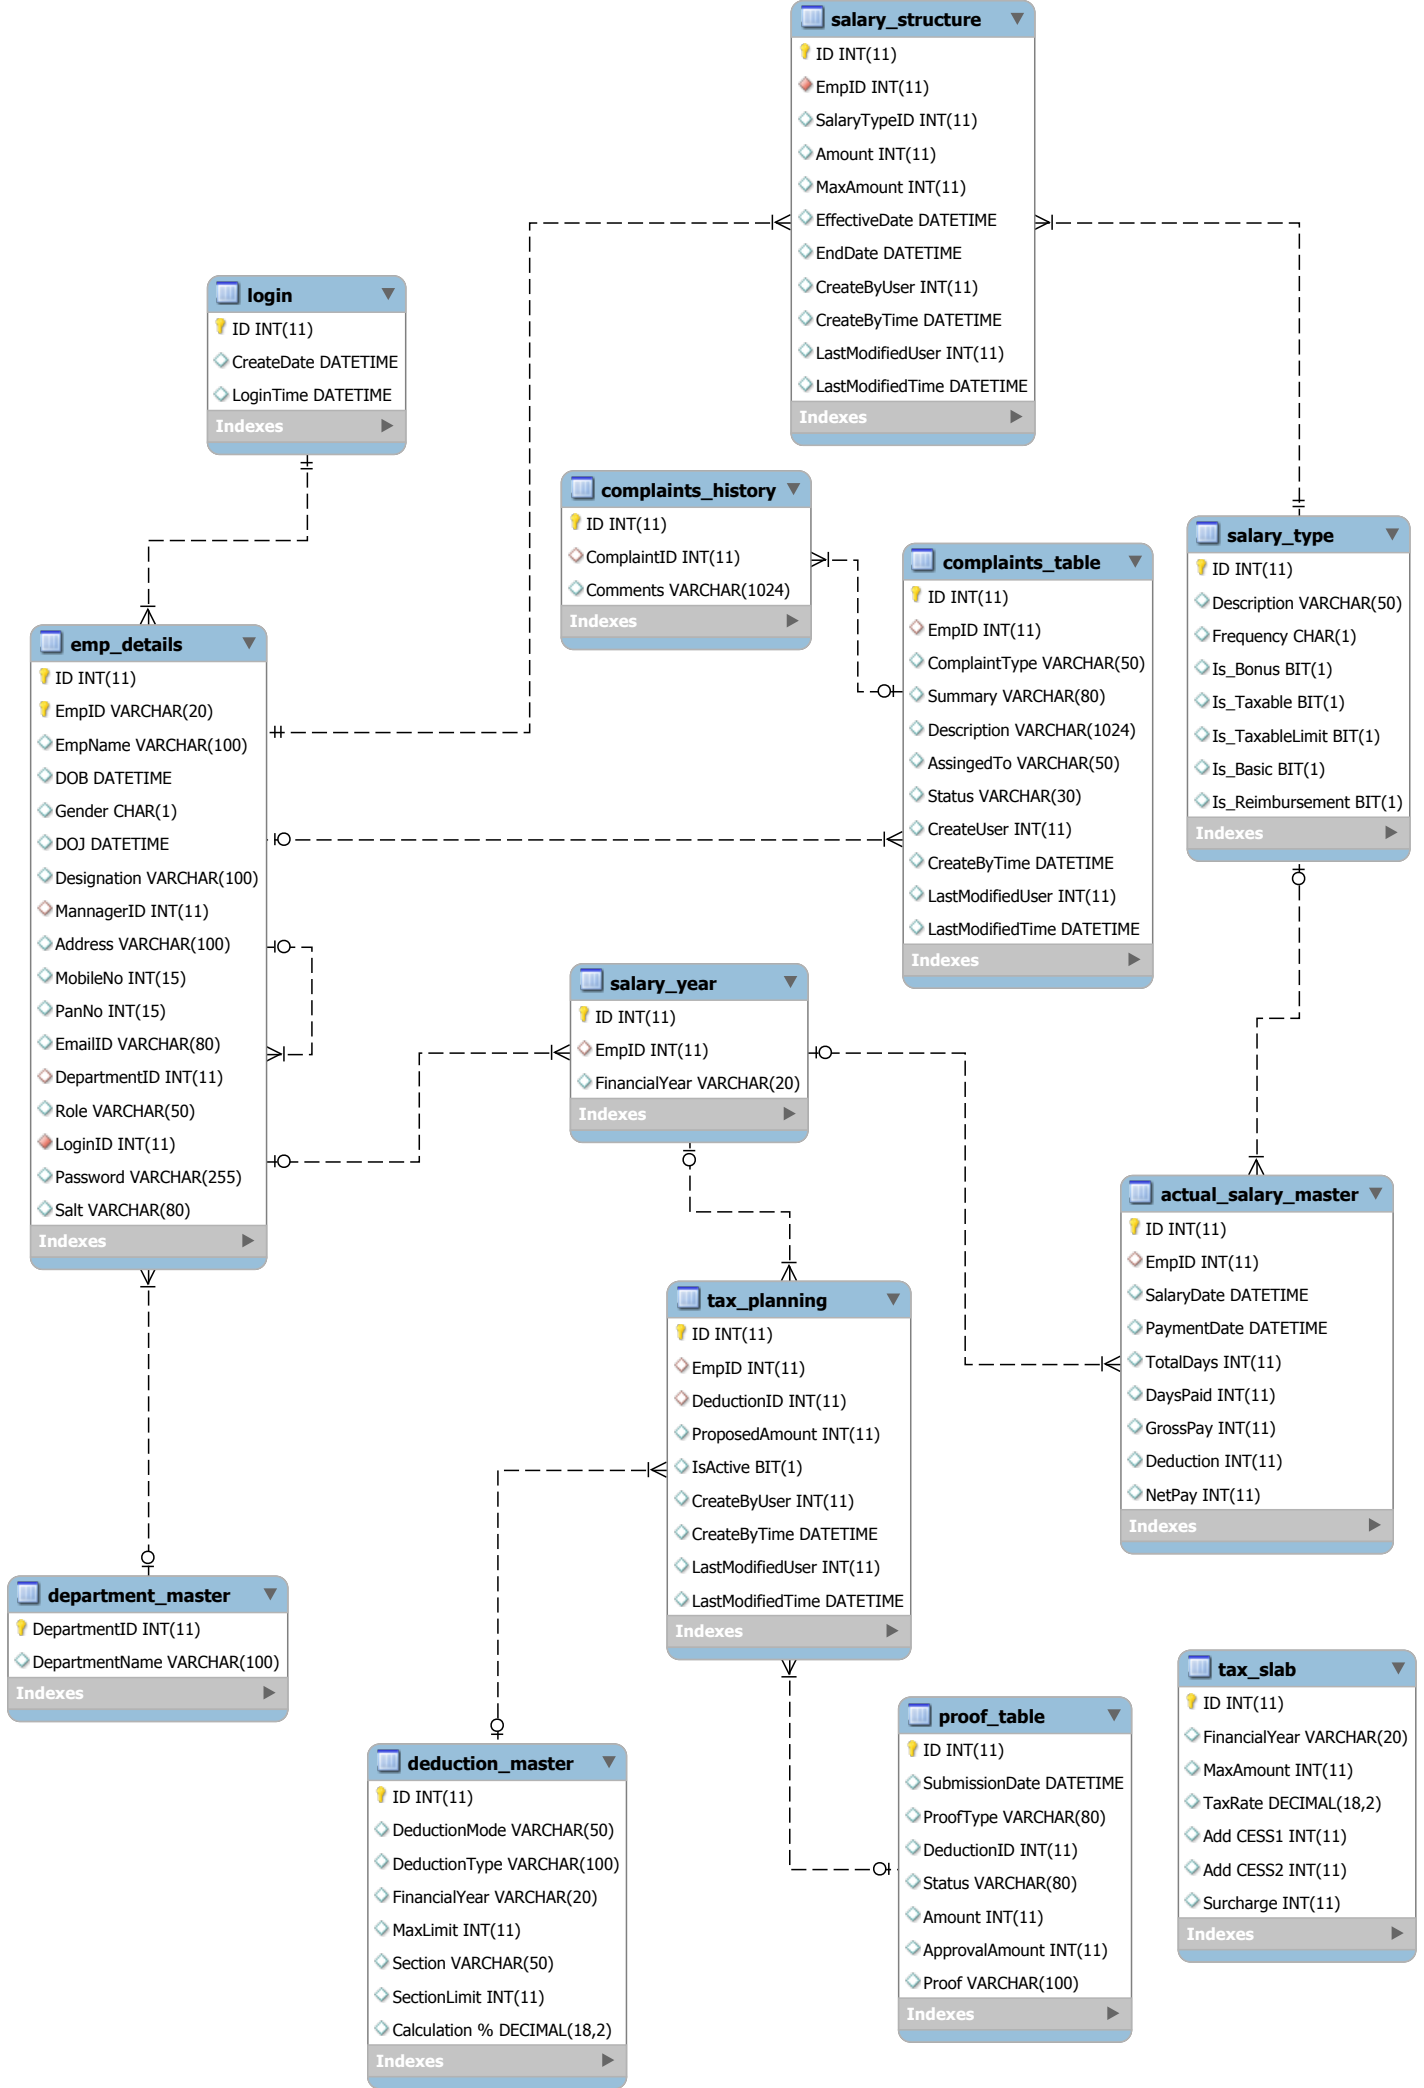 salary_structure
ID INT(11)
EmpID INT(11)
SalaryTypeID INT(11)
Amount INT(11)
MaxAmount INT(11)
EffectiveDate DATETIME
EndDate DATETIME
CreateByUser INT(11)
CreateByTime DATETIME
LastModifiedUser INT(11)
LastModifiedTime DATETIME
Indexes
login
ID INT(11)
CreateDate DATETIME
LoginTime DATETIME
Indexes
complaints_history
ID INT(11)
ComplaintID INT(11)
Comments VARCHAR(1024)
Indexes
complaints_table
ID INT(11)
EmpID INT(11)
ComplaintType VARCHAR(50)
Summary VARCHAR(80)
Description VARCHAR(1024)
AssingedTo VARCHAR(50)
Status VARCHAR(30)
CreateUser INT(11)
CreateByTime DATETIME
LastModifiedUser INT(11)
LastModifiedTime DATETIME
Indexes
salary_type
ID INT(11)
Description VARCHAR(50)
Frequency CHAR(1)
Is_Bonus BIT(1)
Is_Taxable BIT(1)
Is_TaxableLimit BIT(1)
Is_Basic BIT(1)
Is_Reimbursement BIT(1)
Indexes
emp_details
ID INT(11)
EmpID VARCHAR(20)
EmpName VARCHAR(100)
DOB DATETIME
Gender CHAR(1)
DOJ DATETIME
Designation VARCHAR(100)
MannagerID INT(11)
Address VARCHAR(100)
MobileNo INT(15)
PanNo INT(15)
EmailID VARCHAR(80)
DepartmentID INT(11)
Role VARCHAR(50)
LoginID INT(11)
Password VARCHAR(255)
Salt VARCHAR(80)
Indexes
salary_year
ID INT(11)
EmpID INT(11)
FinancialYear VARCHAR(20)
Indexes
actual_salary_master
ID INT(11)
EmpID INT(11)
SalaryDate DATETIME
PaymentDate DATETIME
TotalDays INT(11)
DaysPaid INT(11)
GrossPay INT(11)
Deduction INT(11)
NetPay INT(11)
Indexes
tax_planning
ID INT(11)
EmpID INT(11)
DeductionID INT(11)
ProposedAmount INT(11)
IsActive BIT(1)
CreateByUser INT(11)
CreateByTime DATETIME
LastModifiedUser INT(11)
LastModifiedTime DATETIME
Indexes
department_master
DepartmentID INT(11)
DepartmentName VARCHAR(100)
Indexes
deduction_master
ID INT(11)
DeductionMode VARCHAR(50)
DeductionType VARCHAR(100)
FinancialYear VARCHAR(20)
MaxLimit INT(11)
Section VARCHAR(50)
SectionLimit INT(11)
Calculation % DECIMAL(18,2)
Indexes
proof_table
ID INT(11)
SubmissionDate DATETIME
ProofType VARCHAR(80)
DeductionID INT(11)
Status VARCHAR(80)
Amount INT(11)
ApprovalAmount INT(11)
Proof VARCHAR(100)
Indexes
tax_slab
ID INT(11)
FinancialYear VARCHAR(20)
MaxAmount INT(11)
TaxRate DECIMAL(18,2)
Add CESS1 INT(11)
Add CESS2 INT(11)
Surcharge INT(11)
Indexes